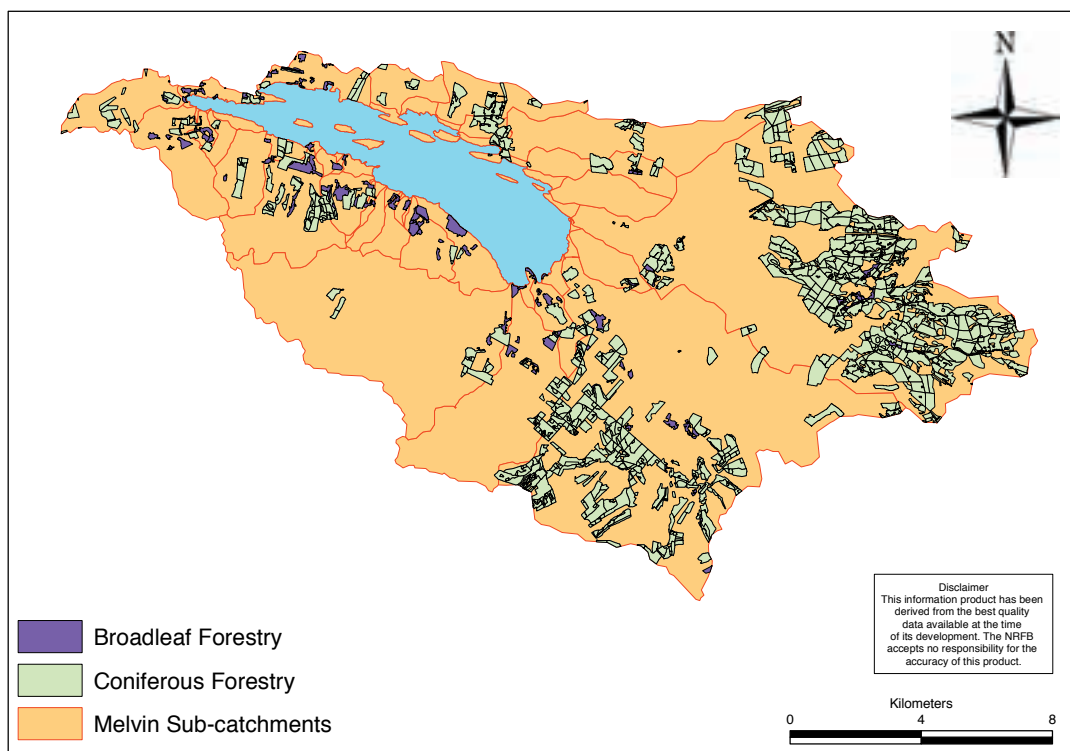 N
Disclaimer
This information product has been
derived from the best quality
data available at the time
of its development. The NRFB
accepts no responsibility for the
accuracy of this product.
Broadleaf Forestry
Coniferous Forestry
Melvin Sub-catchments
Kilometers
0 4 8